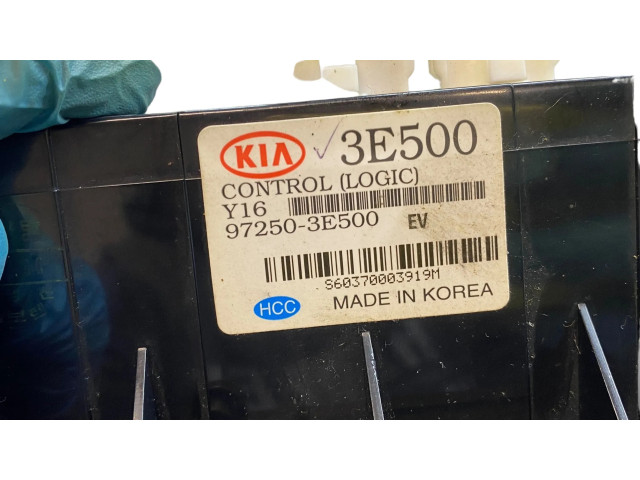 KIA 3E500
CONTROL (LOGIC)
Y16
97250-3E500 EV
S60370003919M
HCC MADE IN KOREA